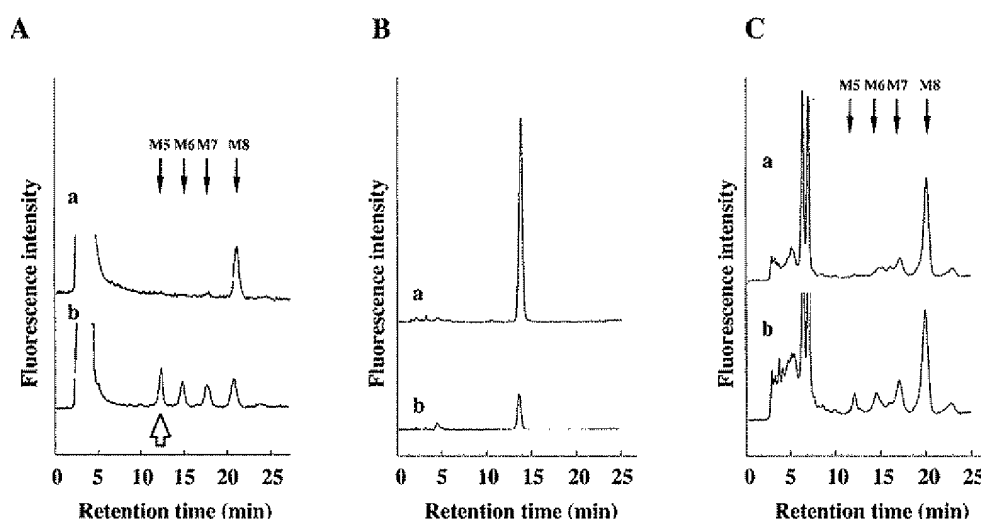 A
B
C
M5 M6 M7 M8
a
b
Fluorescence intensity
0 5 10 15 20 25
Retention time (min)
a
b
Fluorescence intensity
0 5 10 15 20 25
Retention time (min)
M5 M6 M7 M8
a
b
Fluorescence intensity
0 5 10 15 20 25
Retention time (min)